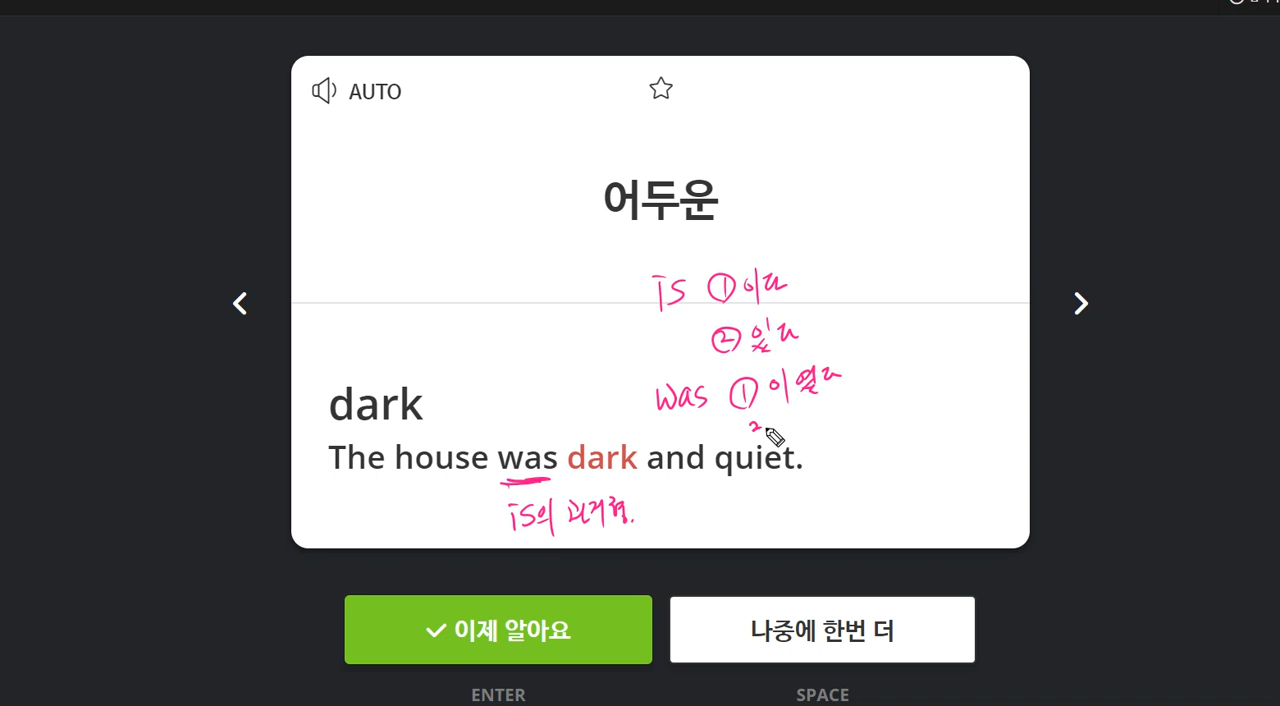 AUTO
어두운
is ①이다
②있다
was ①이였다
2
dark
The house was dark and quiet.
is의 과거형.
이제 알아요
나중에 한번 더
ENTER
SPACE